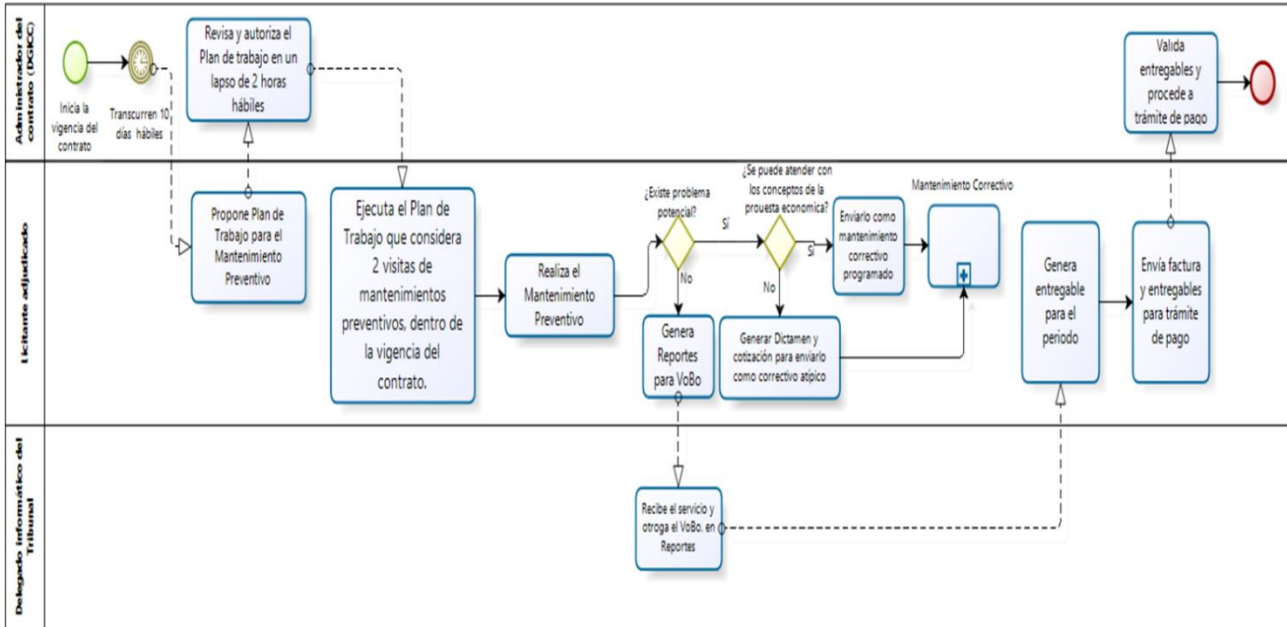 Administrador del
contrato (DGICC)
Inicia la
vigencia del
contrato
Transcurren 10
días hábiles
Revisa y autoriza el
Plan de trabajo en un
lapso de 2 horas
hábiles
Valida
entregables y
procede a
trámite de pago
Licitante adjudicado
Propone Plan de
Trabajo para el
Mantenimiento
Preventivo
Ejecuta el Plan de
Trabajo que considera
2 visitas de
mantenimientos
preventivos, dentro de
la vigencia del
contrato.
Realiza el
Mantenimiento
Preventivo
¿Existe problema
potencial?
Sí
No
Genera
Reportes
para VoBo
¿Se puede atender con
los conceptos de la
prouesta economica?
Sí
No
Enviarlo como
mantenimiento
correctivo
programado
Mantenimiento Correctivo
Generar Dictamen y
cotización para enviarlo
como correctivo atípico
Genera
entregable
para el
periodo
Envía factura
y entregables
para trámite
de pago
Delegado informático del
Tribunal
Recibe el servicio y
otroga el VoBo. en
Reportes